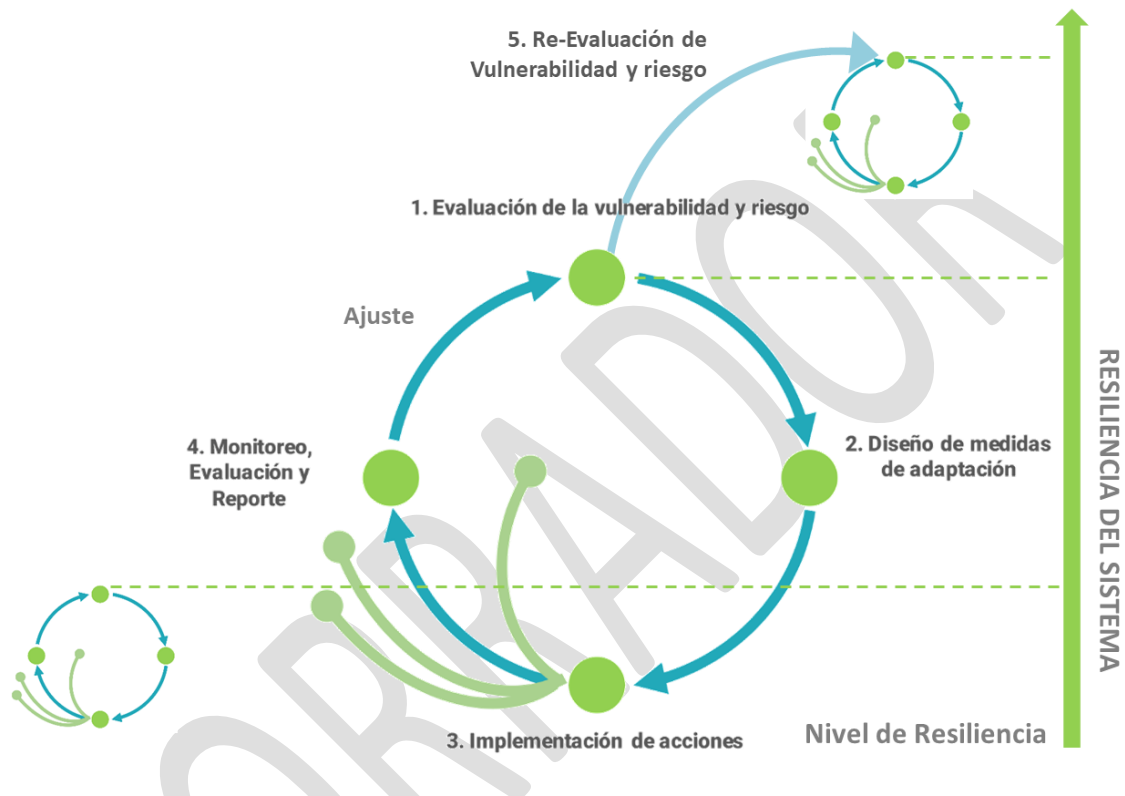 5. Re-Evaluación de
Vulnerabilidad y riesgo
1. Evaluación de la vulnerabilidad y riesgo
Ajuste
4. Monitoreo,
Evaluación y
Reporte
2. Diseño de medidas
de adaptación
3. Implementación de acciones
Nivel de Resiliencia
RESILIENCIA DEL SISTEMA
ORRADOR